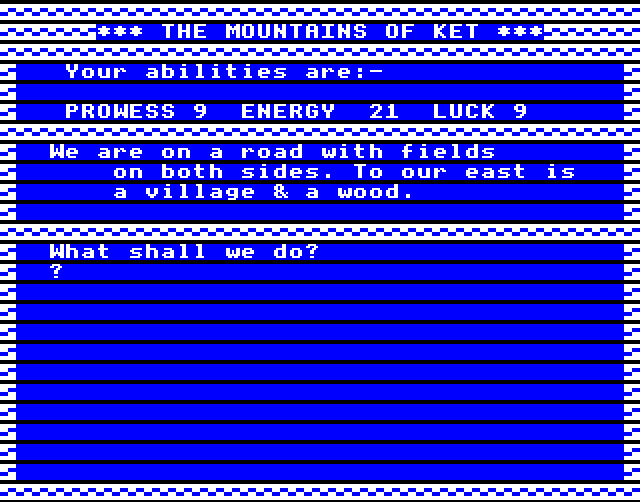 *** THE MOUNTAINS OF KET ***
Your abilities are:-
PROWESS 9 ENERGY 21 LUCK 9
We are on a road with fields
on both sides. To our east is
a village & a wood.
What shall we do?
?